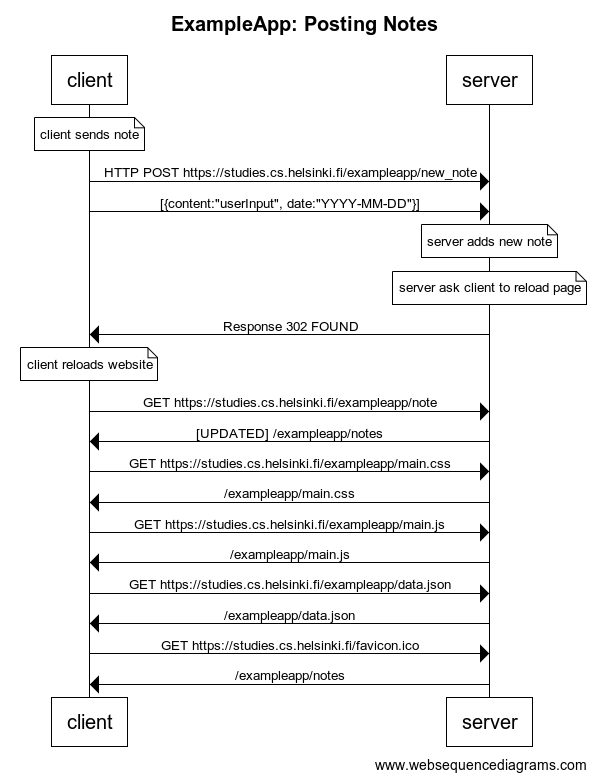 ExampleApp: Posting Notes
client
server
client sends note
HTTP POST https://studies.cs.helsinki.fi/exampleapp/new_note
[{content:"userInput", date:"YYYY-MM-DD"}]
server adds new note
server ask client to reload page
Response 302 FOUND
client reloads website
GET https://studies.cs.helsinki.fi/exampleapp/note
[UPDATED] /exampleapp/notes
GET https://studies.cs.helsinki.fi/exampleapp/main.css
/exampleapp/main.css
GET https://studies.cs.helsinki.fi/exampleapp/main.js
/exampleapp/main.js
GET https://studies.cs.helsinki.fi/exampleapp/data.json
/exampleapp/data.json
GET https://studies.cs.helsinki.fi/favicon.ico
/exampleapp/notes
client
server
www.websequencediagrams.com